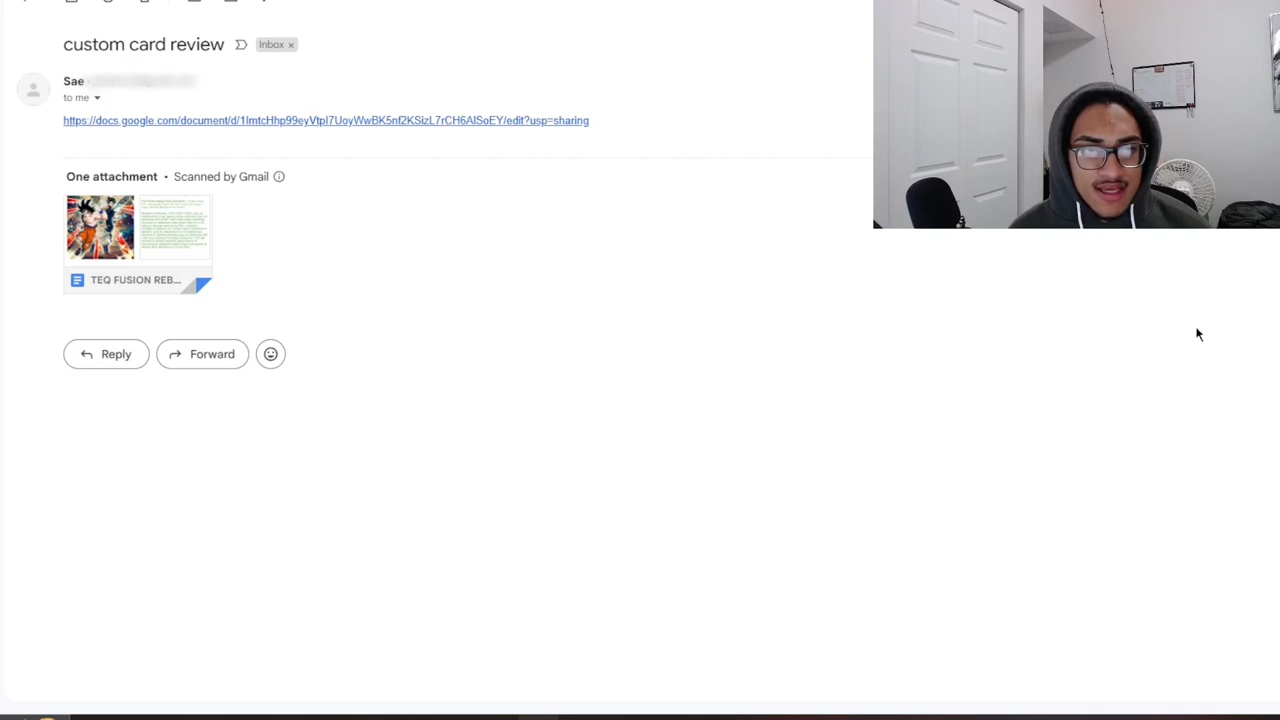 custom card review
Inbox ×
Sae
to me
https://docs.google.com/document/d/1lmtcHhp99eyVtpI7UoyWwBK5nf2KSizL7rCH6AlSoEY/edit?usp=sharing
One attachment • Scanned by Gmail
TEQ FUSION REB...
Reply
Forward